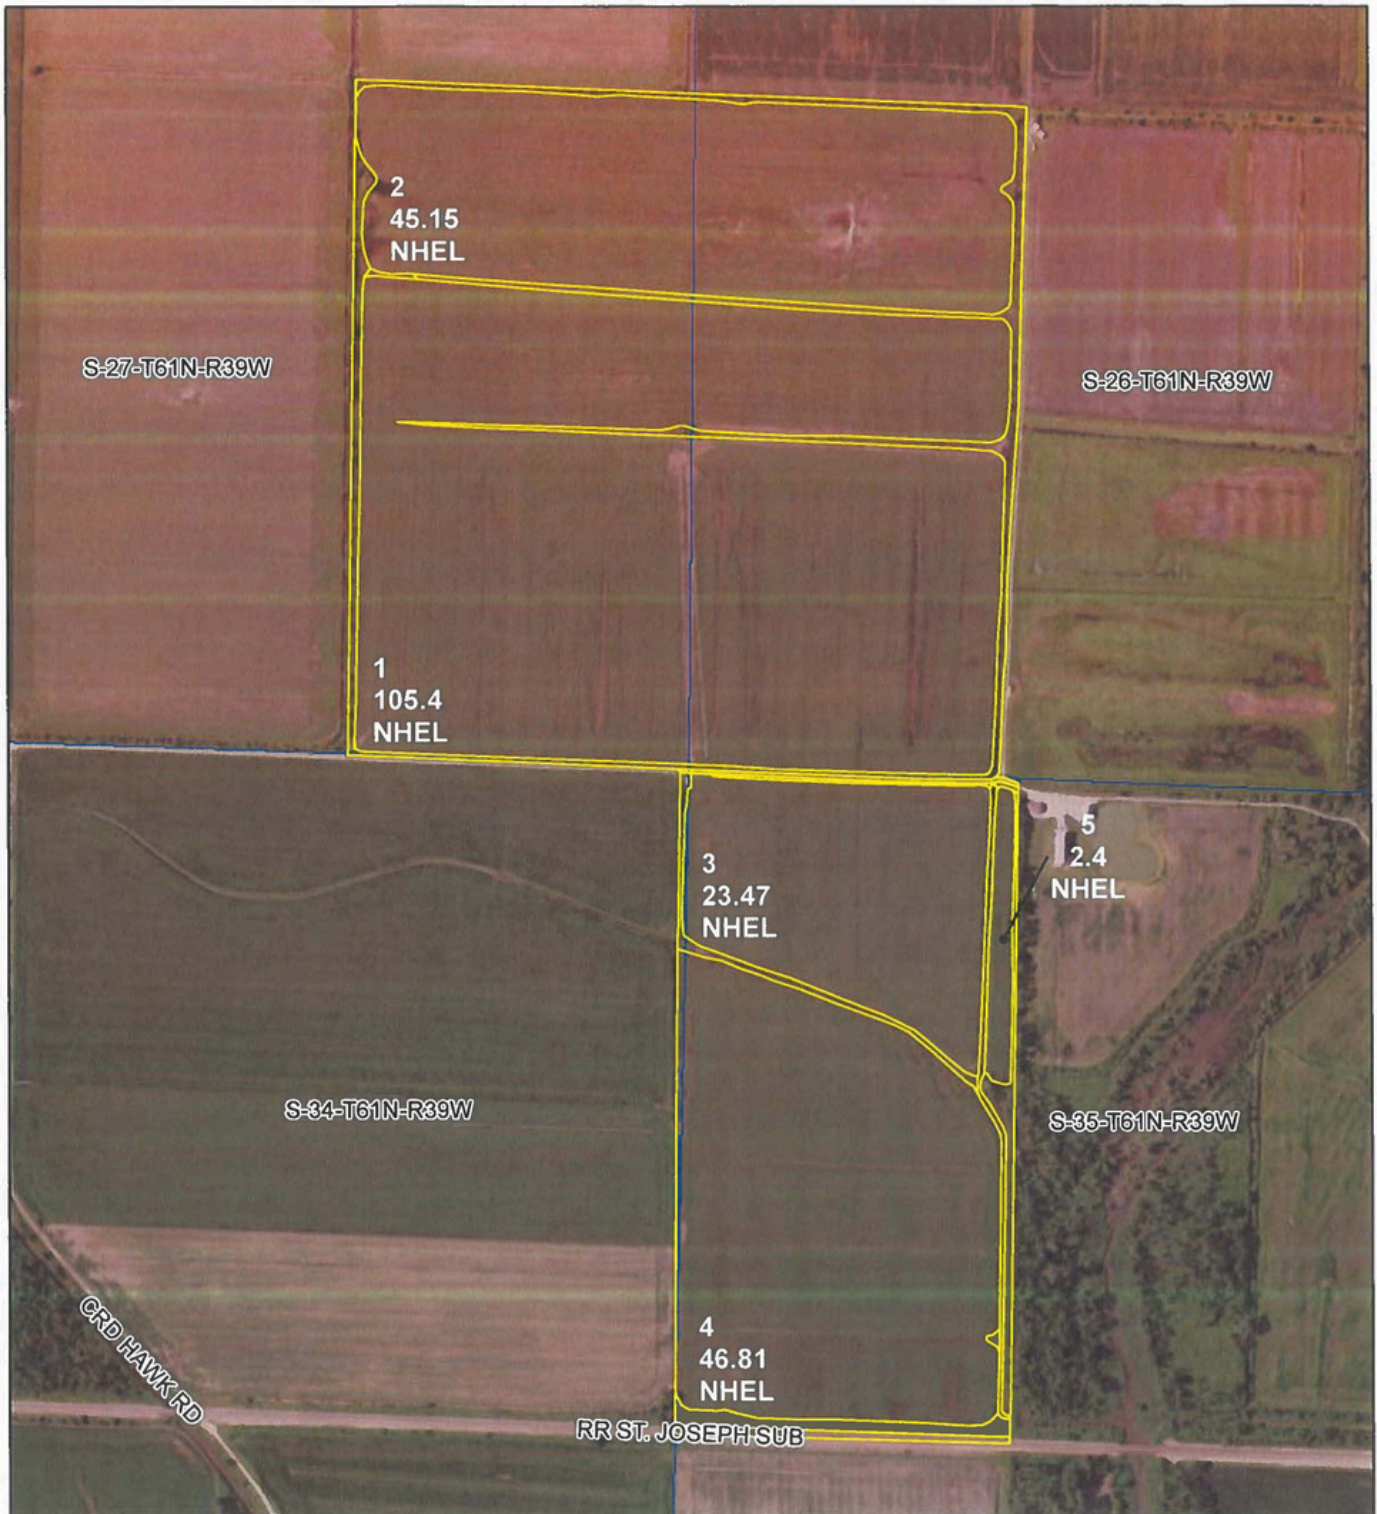 2
45.15
NHEL
S-27-T61N-R39W
S-26-T61N-R39W
1
105.4
NHEL
5
2.4
NHEL
3
23.47
NHEL
S-34-T61N-R39W
S-35-T61N-R39W
CRD HAWK RD
4
46.81
NHEL
RR ST. JOSEPH SUB